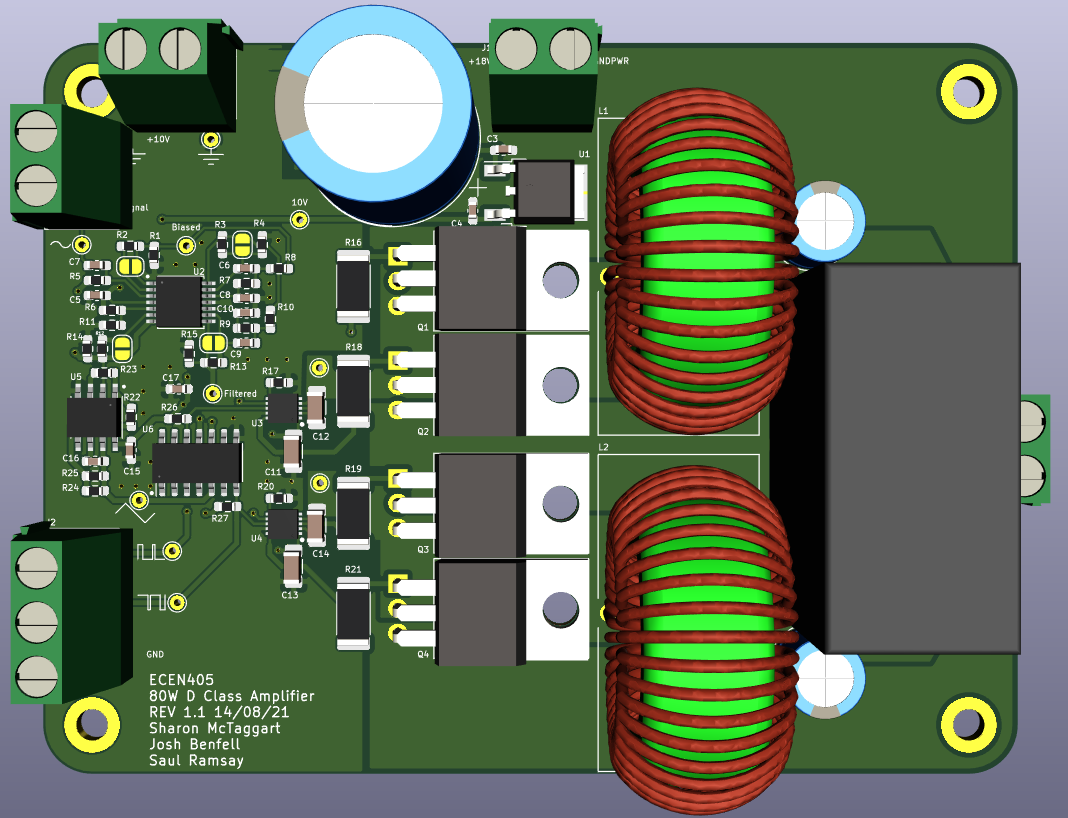 J1
+18V
GNDPWR
+10V
C3
U1
L1
10V
C4
Biased
R2
R1
R3
R4
C7
U2
C6
R8
R16
R5
R7
C5
C8
R6
C10
R10
R11
R9
Q1
R14
R15
C9
R13
R18
R23
U5
C17
R17
Filtered
R22
R26
U3
U6
C12
Q2
C16
C15
C11
L2
R25
R19
R24
R20
R27
U4
C14
Q3
C13
R21
GND
Q4
ECEN405
80W D Class Amplifier
REV 1.1 14/08/21
Sharon McTaggart
Josh Benfell
Saul Ramsay